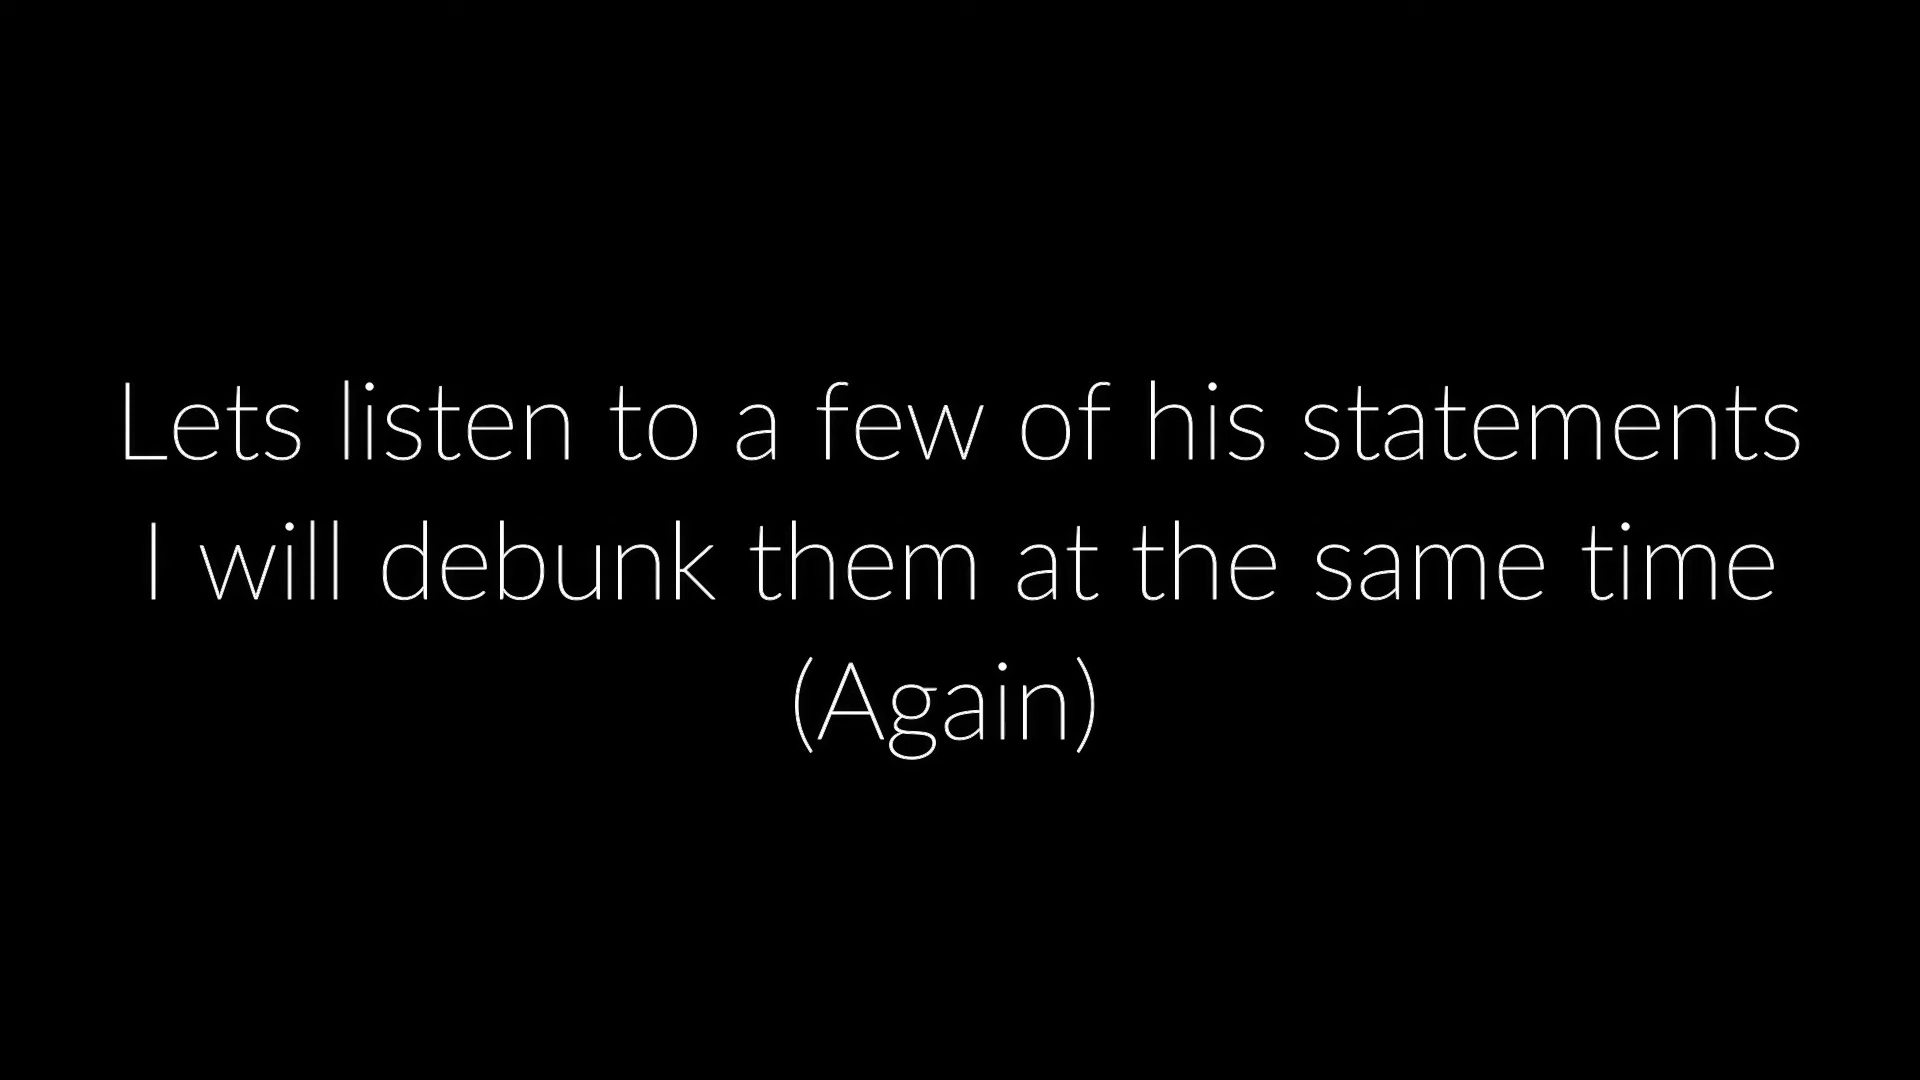 Lets listen to a few of his statements
I will debunk them at the same time
(Again)